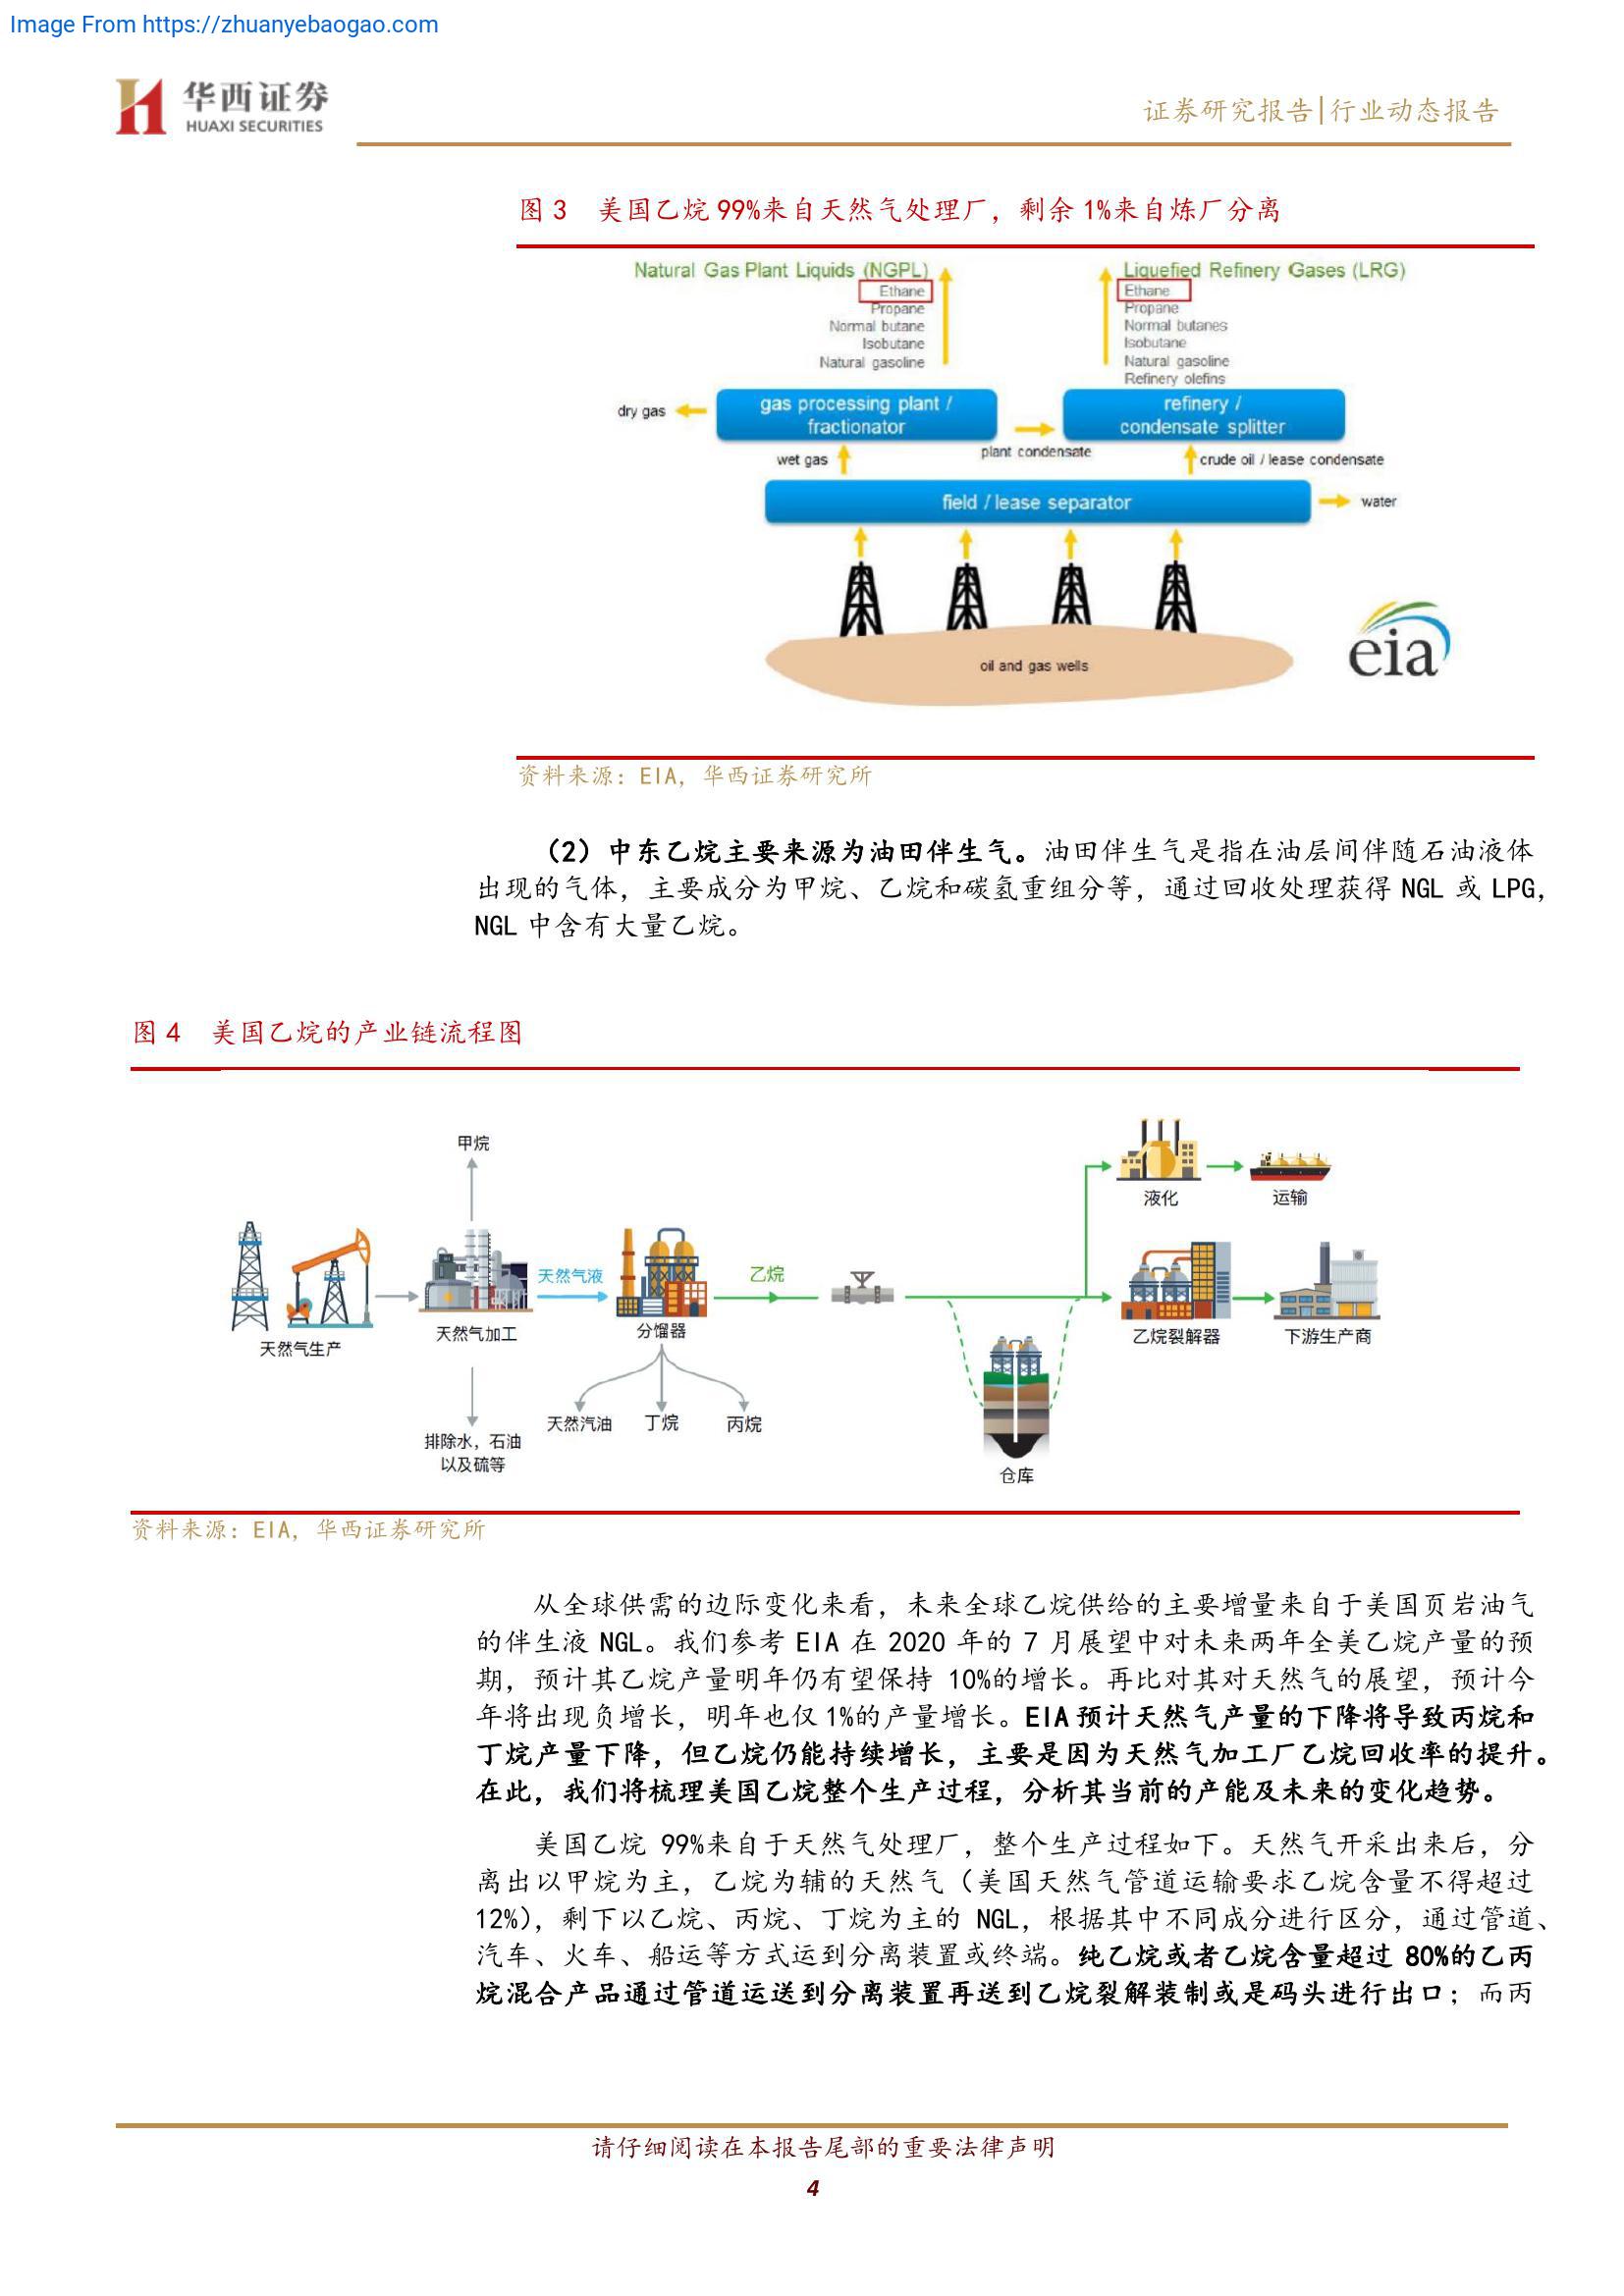 Image From https://zhuanyebaogao.com
华西证券
HUAXI SECURITIES
证券研究报告|行业动态报告
图 3 美国乙烷 99%来自天然气处理厂，剩余 1%来自炼厂分离
Natural Gas Plant Liquids (NGPL)
Ethane
Propane
Normal butane
Isobutane
Natural gasoline
Liquefied Refinery Gases (LRG)
Ethane
Propane
Normal butanes
Isobutane
Natural gasoline
Refinery olefins
dry gas
gas processing plant /
fractionator
refinery /
condensate splitter
wet gas
plant condensate
crude oil / lease condensate
field / lease separator
water
oil and gas wells
eia
资料来源：EIA，华西证券研究所
（2）中东乙烷主要来源为油田伴生气。油田伴生气是指在油层间伴随石油液体
出现的气体，主要成分为甲烷、乙烷和碳氢重组分等，通过回收处理获得 NGL 或 LPG，
NGL 中含有大量乙烷。
图 4 美国乙烷的产业链流程图
甲烷
天然气生产
天然气加工
天然气液
分馏器
乙烷
液化
运输
乙烷裂解器
下游生产商
排除水，石油
以及硫等
天然汽油
丁烷
丙烷
仓库
资料来源：EIA，华西证券研究所
从全球供需的边际变化来看，未来全球乙烷供给的主要增量来自于美国页岩油气
的伴生液 NGL。我们参考 EIA 在 2020 年的 7 月展望中对未来两年全美乙烷产量的预
期，预计其乙烷产量明年仍有望保持 10%的增长。再比对其对天然气的展望，预计今
年将出现负增长，明年也仅 1%的产量增长。EIA 预计天然气产量的下降将导致丙烷和
丁烷产量下降，但乙烷仍能持续增长，主要是因为天然气加工厂乙烷回收率的提升。
在此，我们将梳理美国乙烷整个生产过程，分析其当前的产能及未来的变化趋势。
美国乙烷 99%来自于天然气处理厂，整个生产过程如下。天然气开采出来后，分
离出以甲烷为主，乙烷为辅的天然气（美国天然气管道运输要求乙烷含量不得超过
12%），剩下以乙烷、丙烷、丁烷为主的 NGL，根据其中不同成分进行区分，通过管道、
汽车、火车、船运等方式运到分离装置或终端。纯乙烷或者乙烷含量超过 80%的乙丙
烷混合产品通过管道运送到分离装置再送到乙烷裂解装制或是码头进行出口；而丙
请仔细阅读在本报告尾部的重要法律声明
4